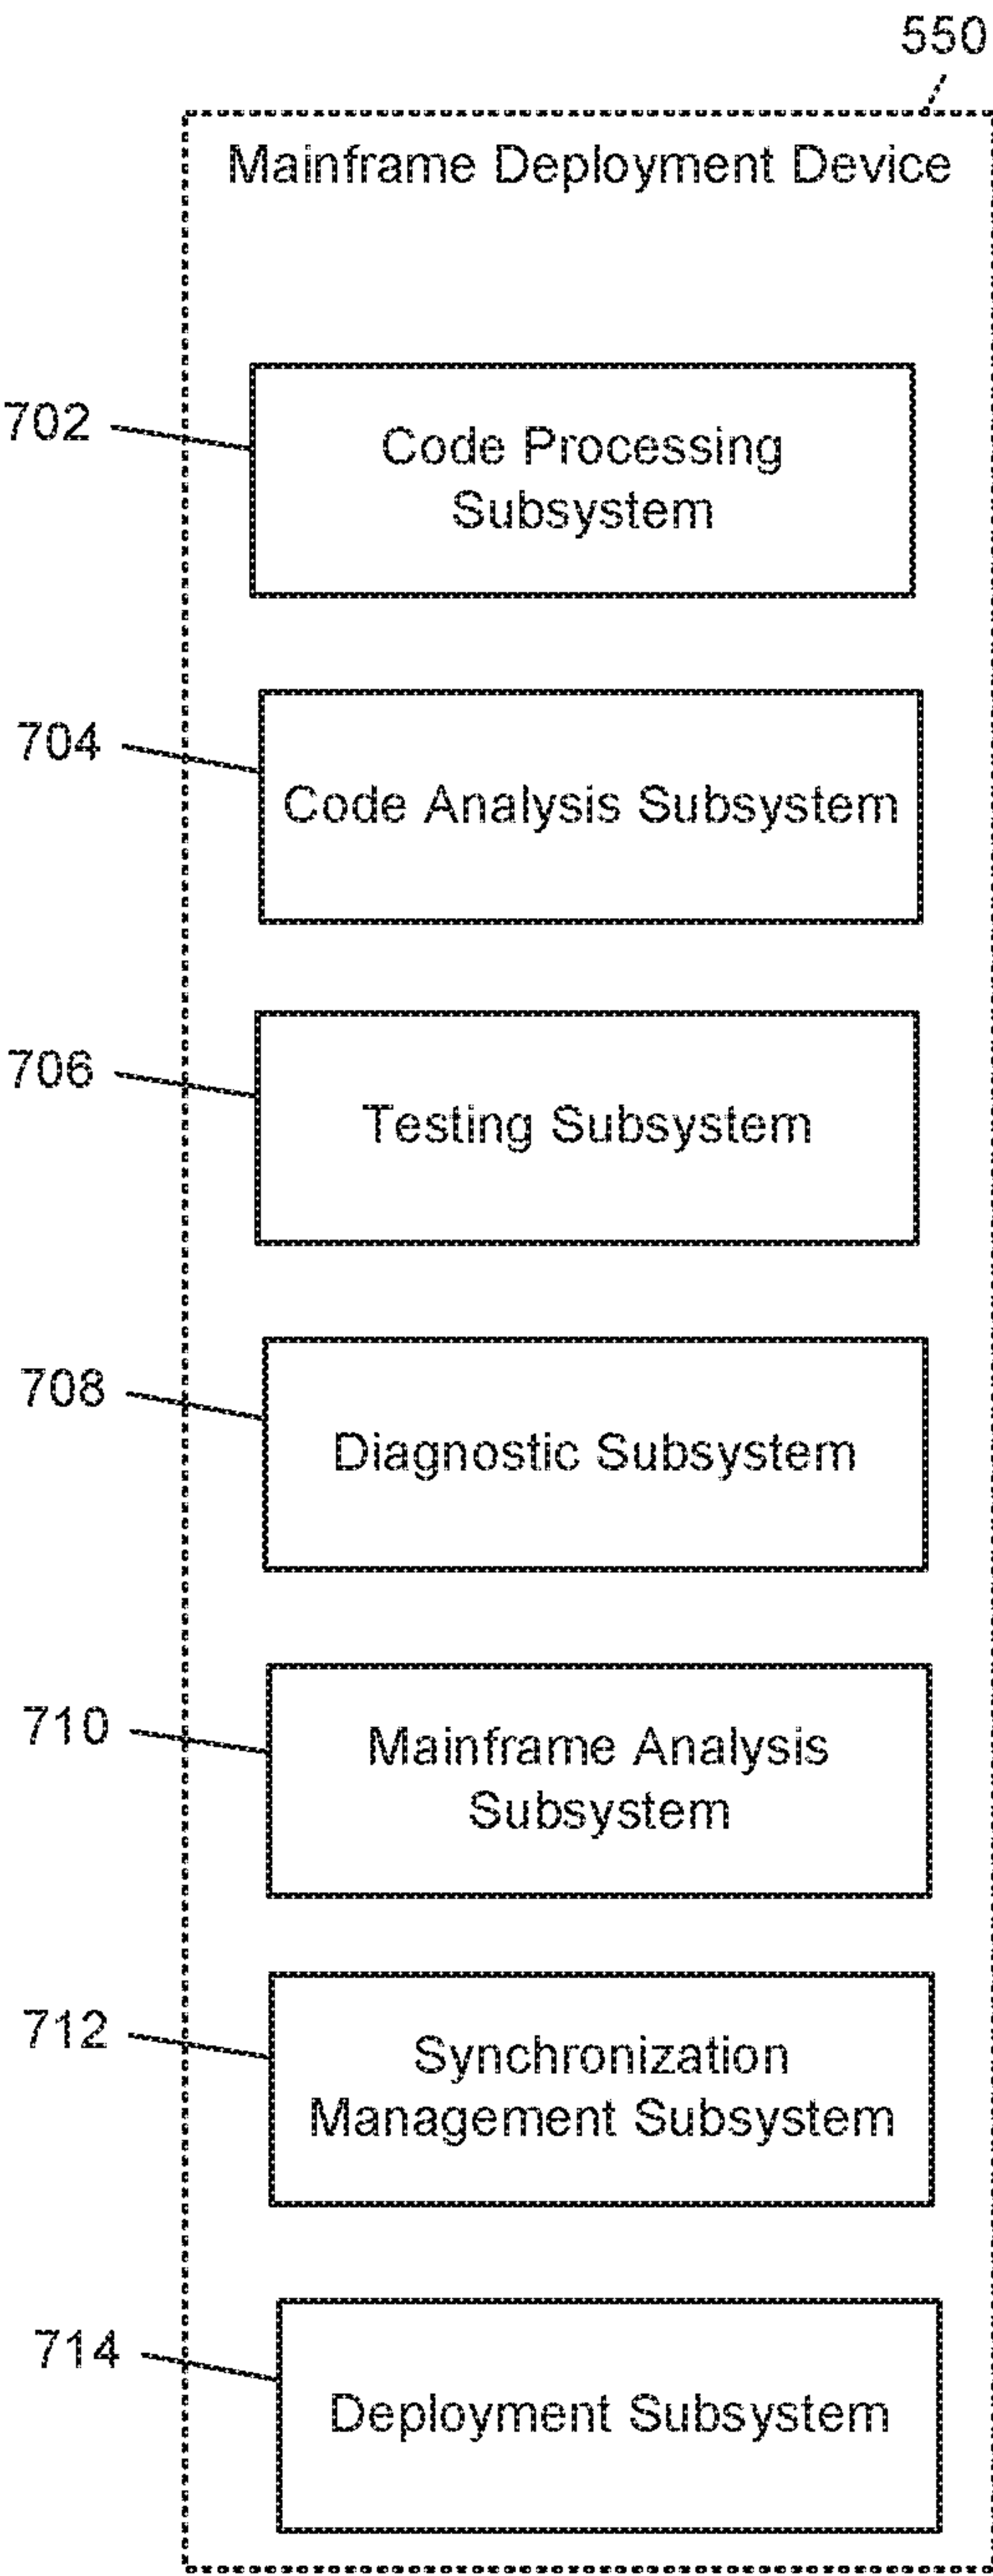 550
Mainframe Deployment Device
702
Code Processing
Subsystem
704
Code Analysis Subsystem
706
Testing Subsystem
708
Diagnostic Subsystem
710
Mainframe Analysis
Subsystem
712
Synchronization
Management Subsystem
714
Deployment Subsystem